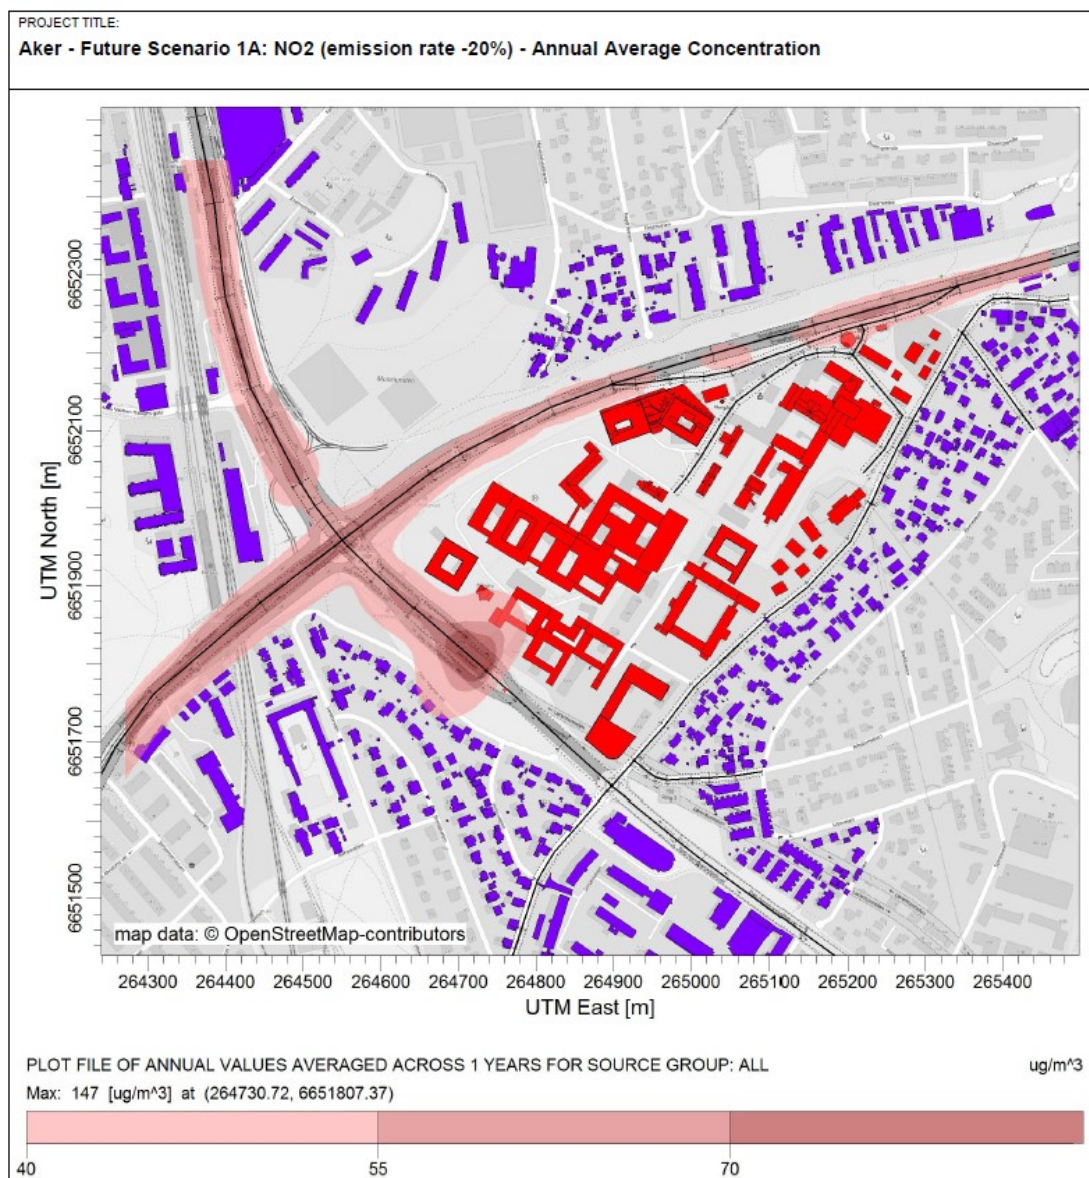 PROJECT TITLE:
Aker - Future Scenario 1A: NO2 (emission rate -20%) - Annual Average Concentration
UTM North [m]
6652300
6652100
6651900
6651700
6651500
map data: © OpenStreetMap-contributors
264300 264400 264500 264600 264700 264800 264900 265000 265100 265200 265300 265400
UTM East [m]
PLOT FILE OF ANNUAL VALUES AVERAGED ACROSS 1 YEARS FOR SOURCE GROUP: ALL ug/m^3
Max: 147 [ug/m^3] at (264730.72, 6651807.37)
40 55 70